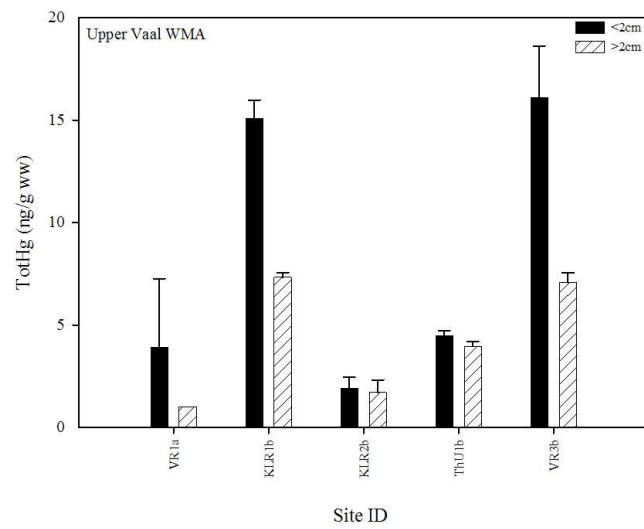 Upper Vaal WMA
<2cm
>2cm
TotHg (ng/g ww)
20
15
10
5
0
VR1a
KLR1b
KLR2b
ThU1b
VR3b
Site ID